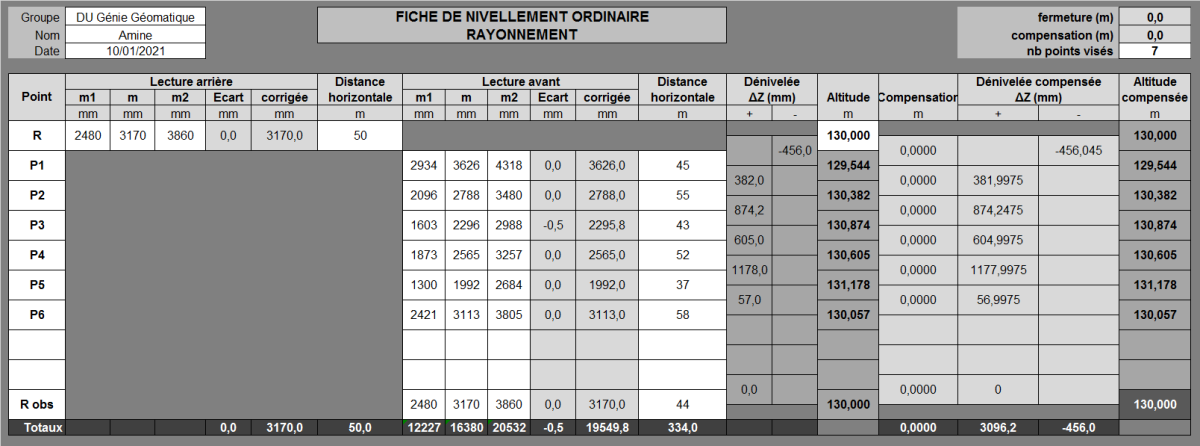 Groupe DU Génie Géomatique
Nom Amine
Date 10/01/2021
FICHE DE NIVELLEMENT ORDINAIRE
RAYONNEMENT
fermeture (m) 0,0
compensation (m) 0,0
nb points visés 7
Point Lecture arrière Distance horizontale Lecture avant Distance horizontale Dénivelée ΔZ (mm) Altitude Compensation Dénivelée compensée ΔZ (mm) Altitude compensée
m1 m m2 Ecart corrigée m1 m m2 Ecart corrigée
mm mm mm mm mm m mm mm mm mm mm m + - m m + - m
R 2480 3170 3860 0,0 3170,0 50 130,000 130,000
-456,0 0,0000 -456,045
P1 2934 3626 4318 0,0 3626,0 45 129,544 129,544
382,0 0,0000 381,9975
P2 2096 2788 3480 0,0 2788,0 55 130,382 130,382
874,2 0,0000 874,2475
P3 1603 2296 2988 -0,5 2295,8 43 130,874 130,874
605,0 0,0000 604,9975
P4 1873 2565 3257 0,0 2565,0 52 130,605 130,605
1178,0 0,0000 1177,9975
P5 1300 1992 2684 0,0 1992,0 37 131,178 131,178
57,0 0,0000 56,9975
P6 2421 3113 3805 0,0 3113,0 58 130,057 130,057
0,0 0,0000 0
R obs 2480 3170 3860 0,0 3170,0 44 130,000 130,000
Totaux 0,0 3170,0 50,0 12227 16380 20532 -0,5 19549,8 334,0 0,0000 3096,2 -456,0